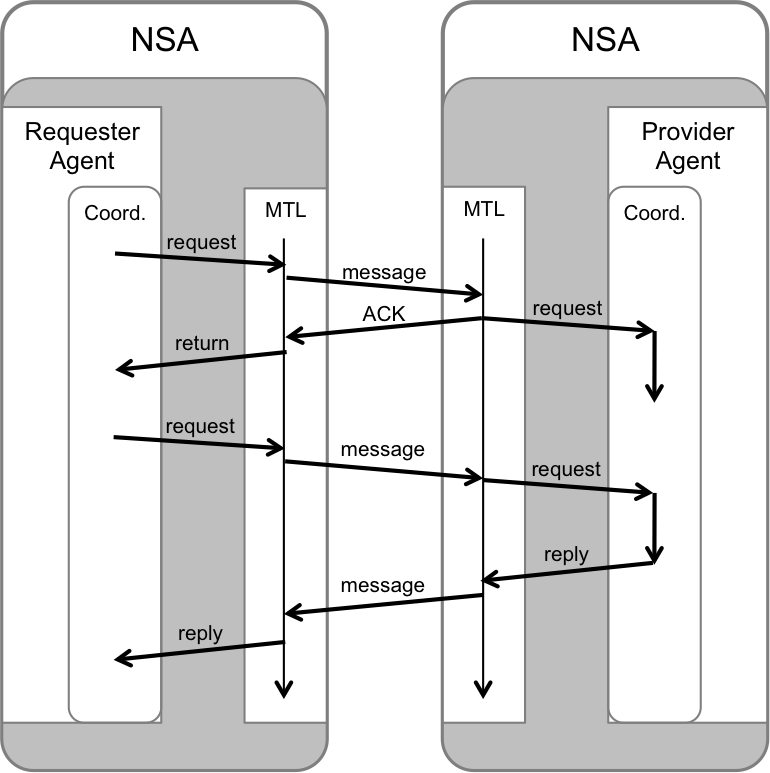 NSA
NSA
Requester
Agent
Provider
Agent
Coord.
MTL
MTL
Coord.
request
message
ACK
request
return
request
message
request
reply
message
reply